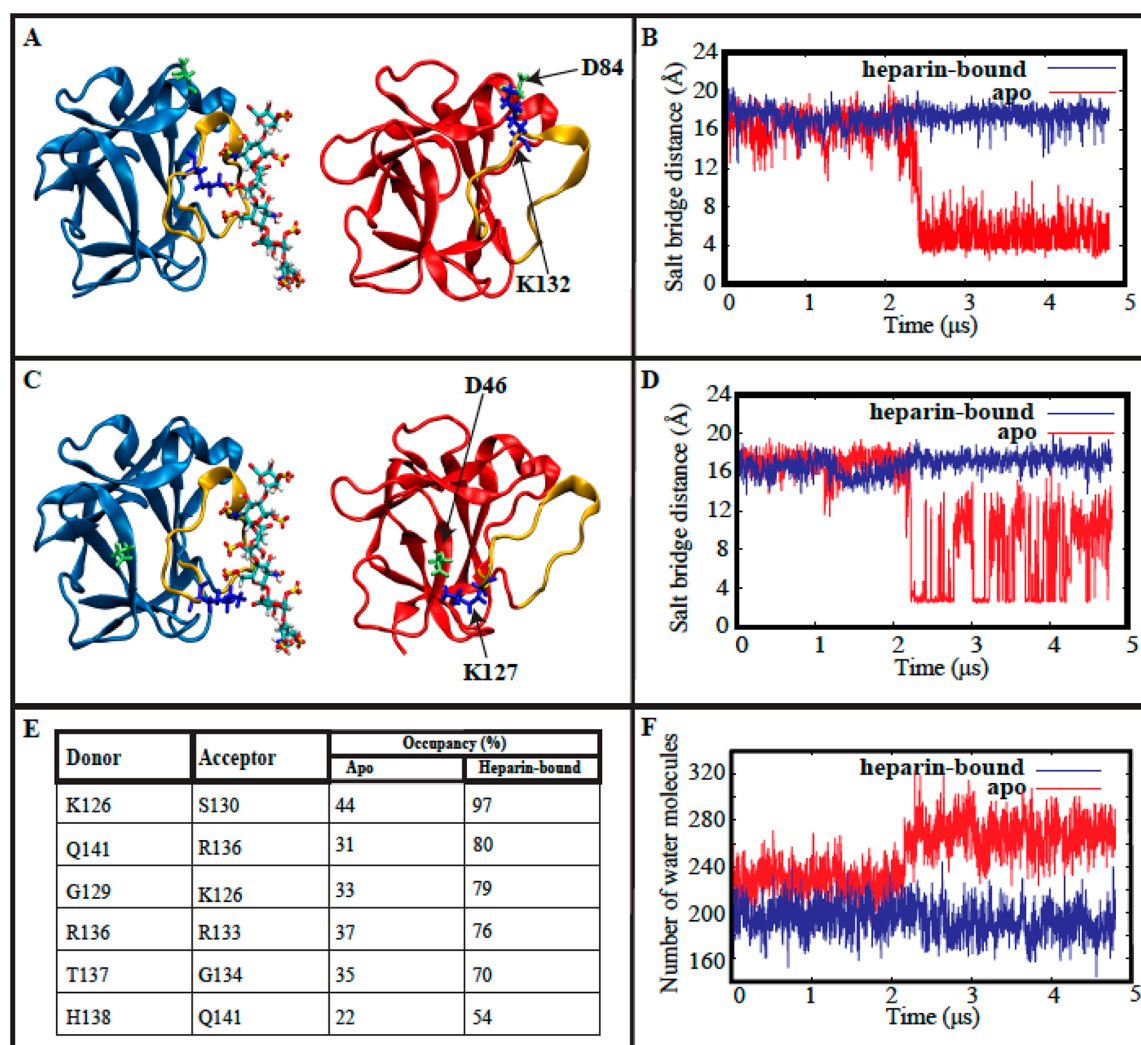 A
D84
K132
B
24
20
16
12
8
4
0
heparin-bound
apo
Salt bridge distance (Å)
0 1 2 3 4 5
Time (μs)
C
D46
K127
D
24
20
16
12
8
4
0
heparin-bound
apo
Salt bridge distance (Å)
0 1 2 3 4 5
Time (μs)
E
Donor Acceptor Occupancy (%)
Apo Heparin-bound
K126 S130 44 97
Q141 R136 31 80
G129 K126 33 79
R136 R133 37 76
T137 G134 35 70
H138 Q141 22 54
F
320
280
240
200
160
heparin-bound
apo
Number of water molecules
0 1 2 3 4 5
Time (μs)